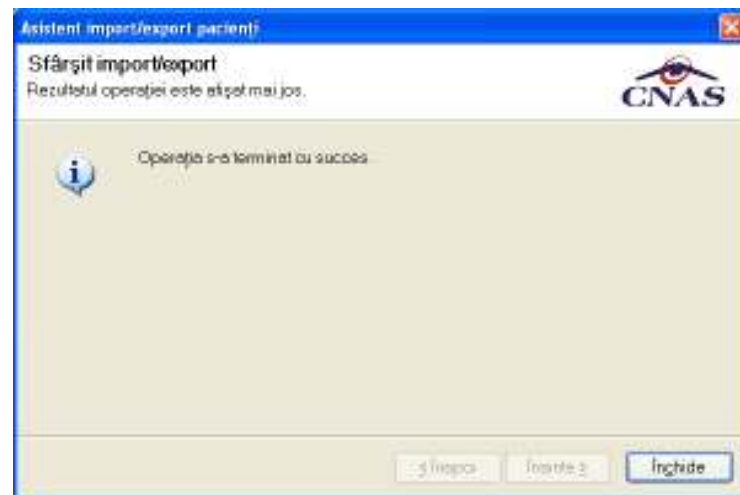 Asistent import/export pacienți
Sfârșit import/export
Rezultatul operației este afișat mai jos.
CNAS
Operația s-a terminat cu succes
< Înapoi
Înainte >
Închide